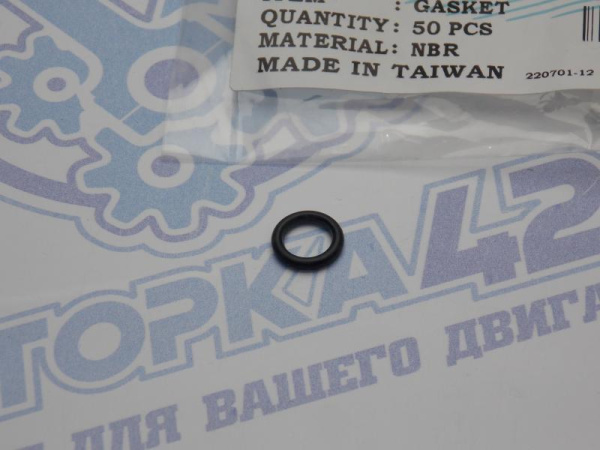 : GASKET
QUANTITY: 50 PCS
MATERIAL: NBR
MADE IN TAIWAN
220701-12
ТОРКА42
ДЛЯ ВАШЕГО ДВИГА